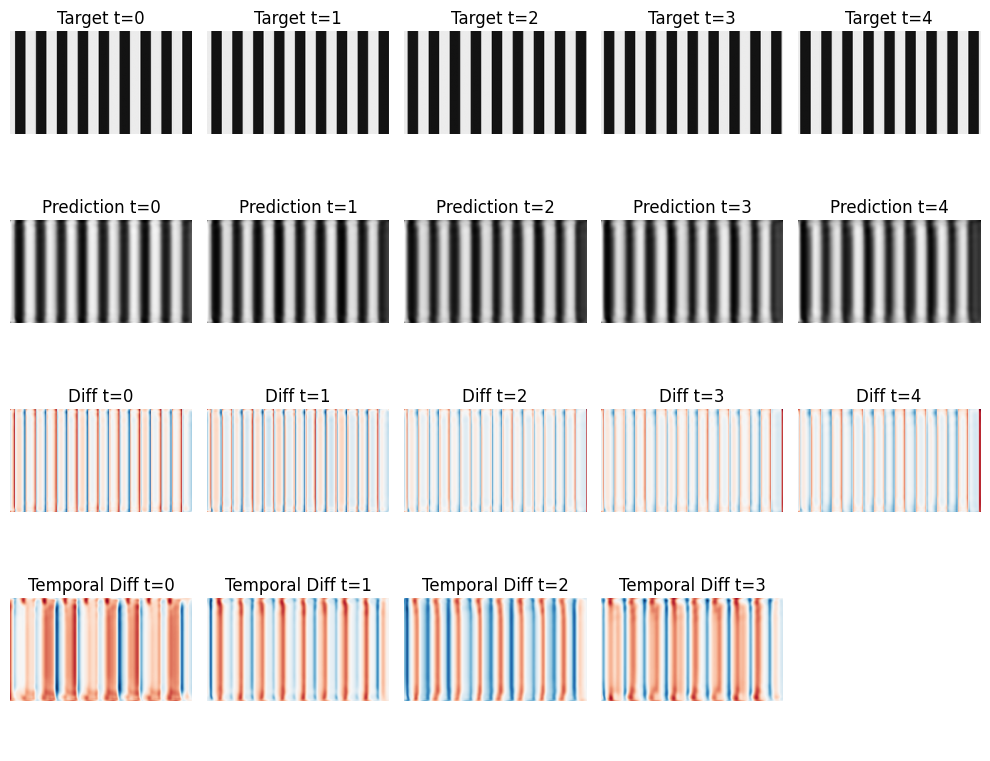 Target t=0 Target t=1 Target t=2 Target t=3 Target t=4
Prediction t=0 Prediction t=1 Prediction t=2 Prediction t=3 Prediction t=4
Diff t=0 Diff t=1 Diff t=2 Diff t=3 Diff t=4
Temporal Diff t=0 Temporal Diff t=1 Temporal Diff t=2 Temporal Diff t=3